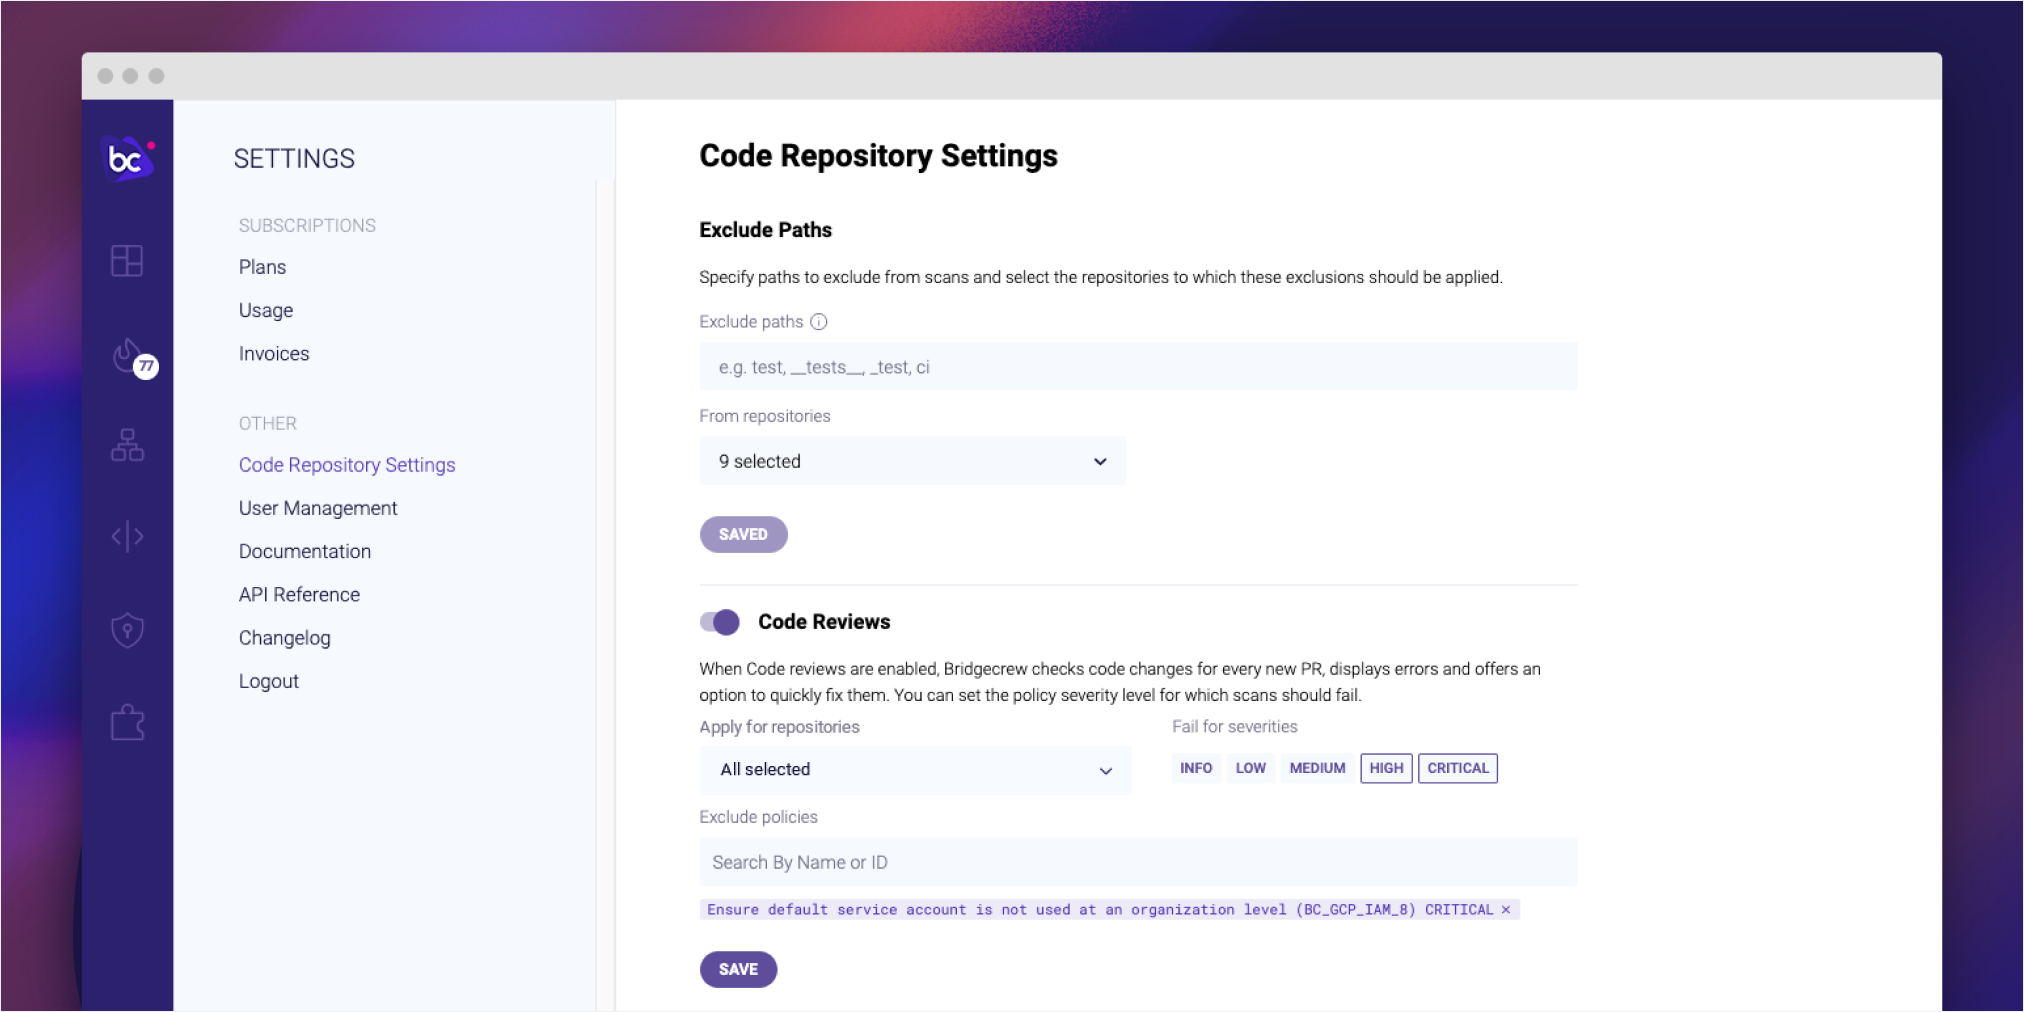 bc
77
SETTINGS
SUBSCRIPTIONS
Plans
Usage
Invoices
OTHER
Code Repository Settings
User Management
Documentation
API Reference
Changelog
Logout
Code Repository Settings
Exclude Paths
Specify paths to exclude from scans and select the repositories to which these exclusions should be applied.
Exclude paths
e.g. test, __tests__, _test, ci
From repositories
9 selected
SAVED
Code Reviews
When Code reviews are enabled, Bridgecrew checks code changes for every new PR, displays errors and offers an
option to quickly fix them. You can set the policy severity level for which scans should fail.
Apply for repositories
All selected
Fail for severities
INFO LOW MEDIUM HIGH CRITICAL
Exclude policies
Search By Name or ID
Ensure default service account is not used at an organization level (BC_GCP_IAM_8) CRITICAL ×
SAVE